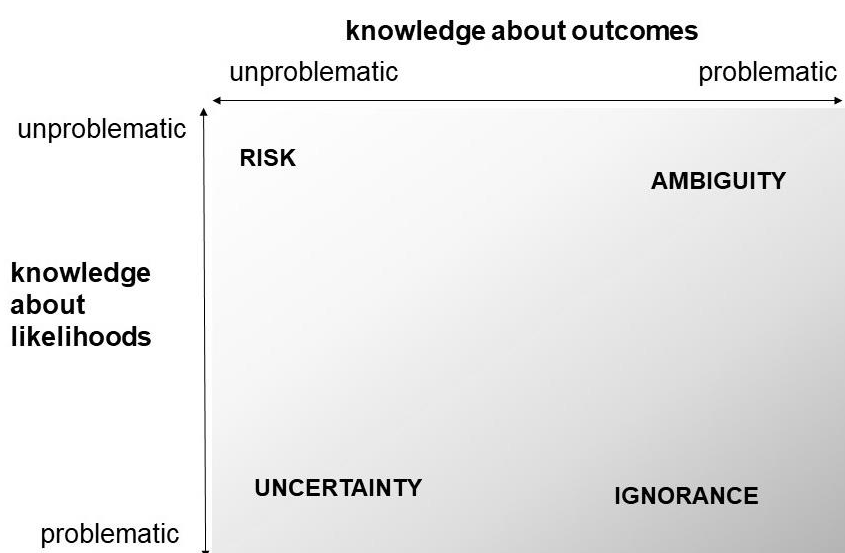 knowledge about outcomes
unproblematic
problematic
unproblematic
RISK
AMBIGUITY
knowledge
about
likelihoods
UNCERTAINTY
IGNORANCE
problematic